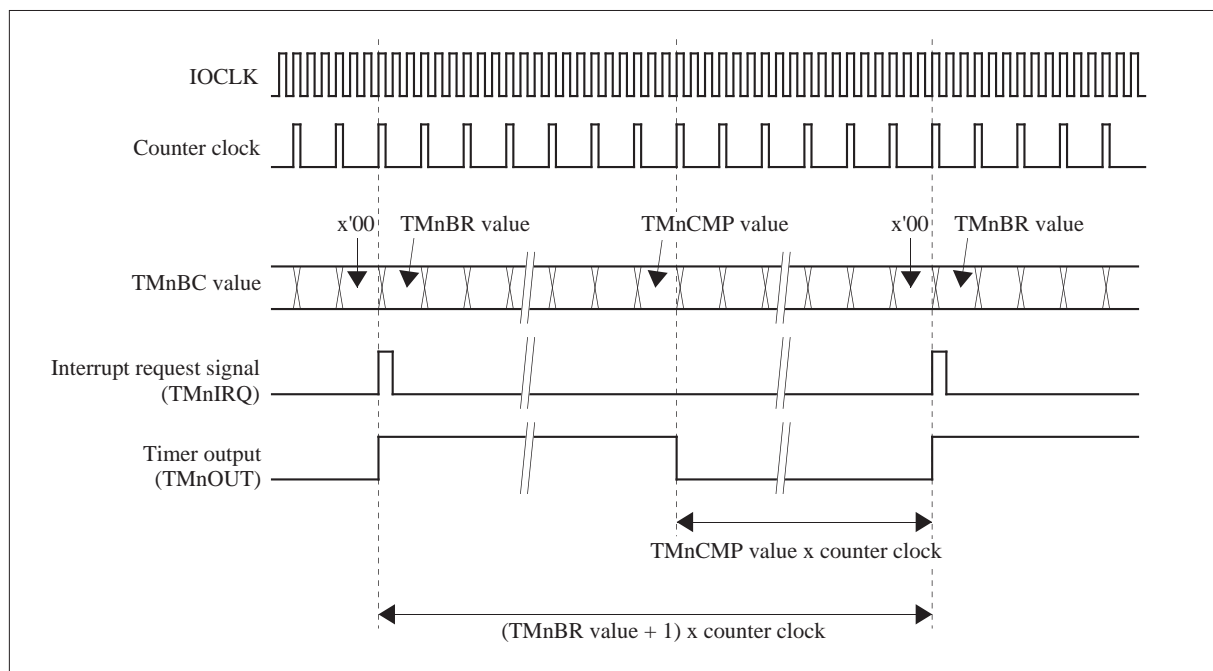 IOCLK
Counter clock
x'00
TMnBR value
TMnCMP value
x'00
TMnBR value
TMnBC value
Interrupt request signal
(TMnIRQ)
Timer output
(TMnOUT)
TMnCMP value x counter clock
(TMnBR value + 1) x counter clock